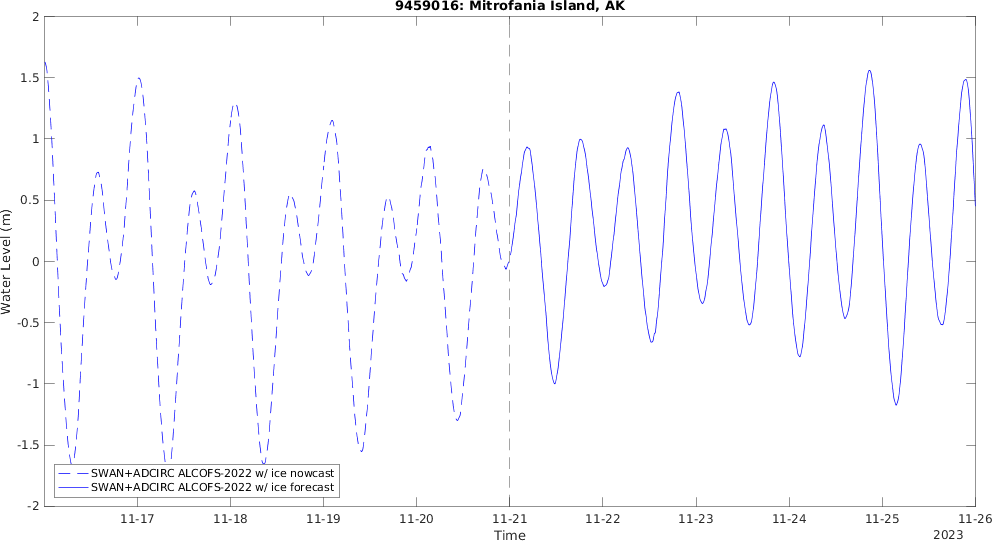 9459016: Mitrofania Island, AK
2
1.5
1
0.5
0
-0.5
-1
-1.5
-2
Water Level (m)
SWAN+ADCIRC ALCOFS-2022 w/ ice nowcast
SWAN+ADCIRC ALCOFS-2022 w/ ice forecast
11-17 11-18 11-19 11-20 11-21 11-22 11-23 11-24 11-25 11-26
Time
2023